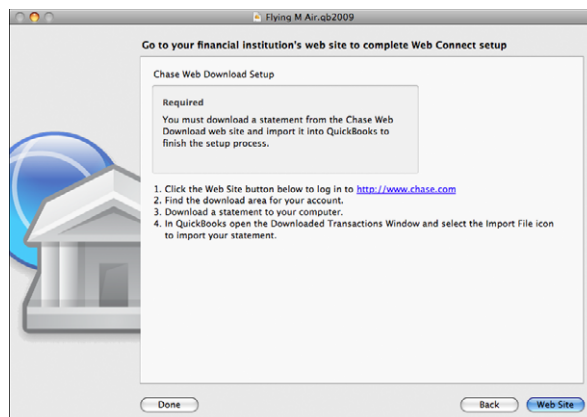 Flying M Air.qb2009
Go to your financial institution's web site to complete Web Connect setup
Chase Web Download Setup
Required
You must download a statement from the Chase Web
Download web site and import it into QuickBooks to
finish the setup process.
1. Click the Web Site button below to log in to http://www.chase.com
2. Find the download area for your account.
3. Download a statement to your computer.
4. In QuickBooks open the Downloaded Transactions Window and select the Import File icon
to import your statement.
Done
Back
Web Site